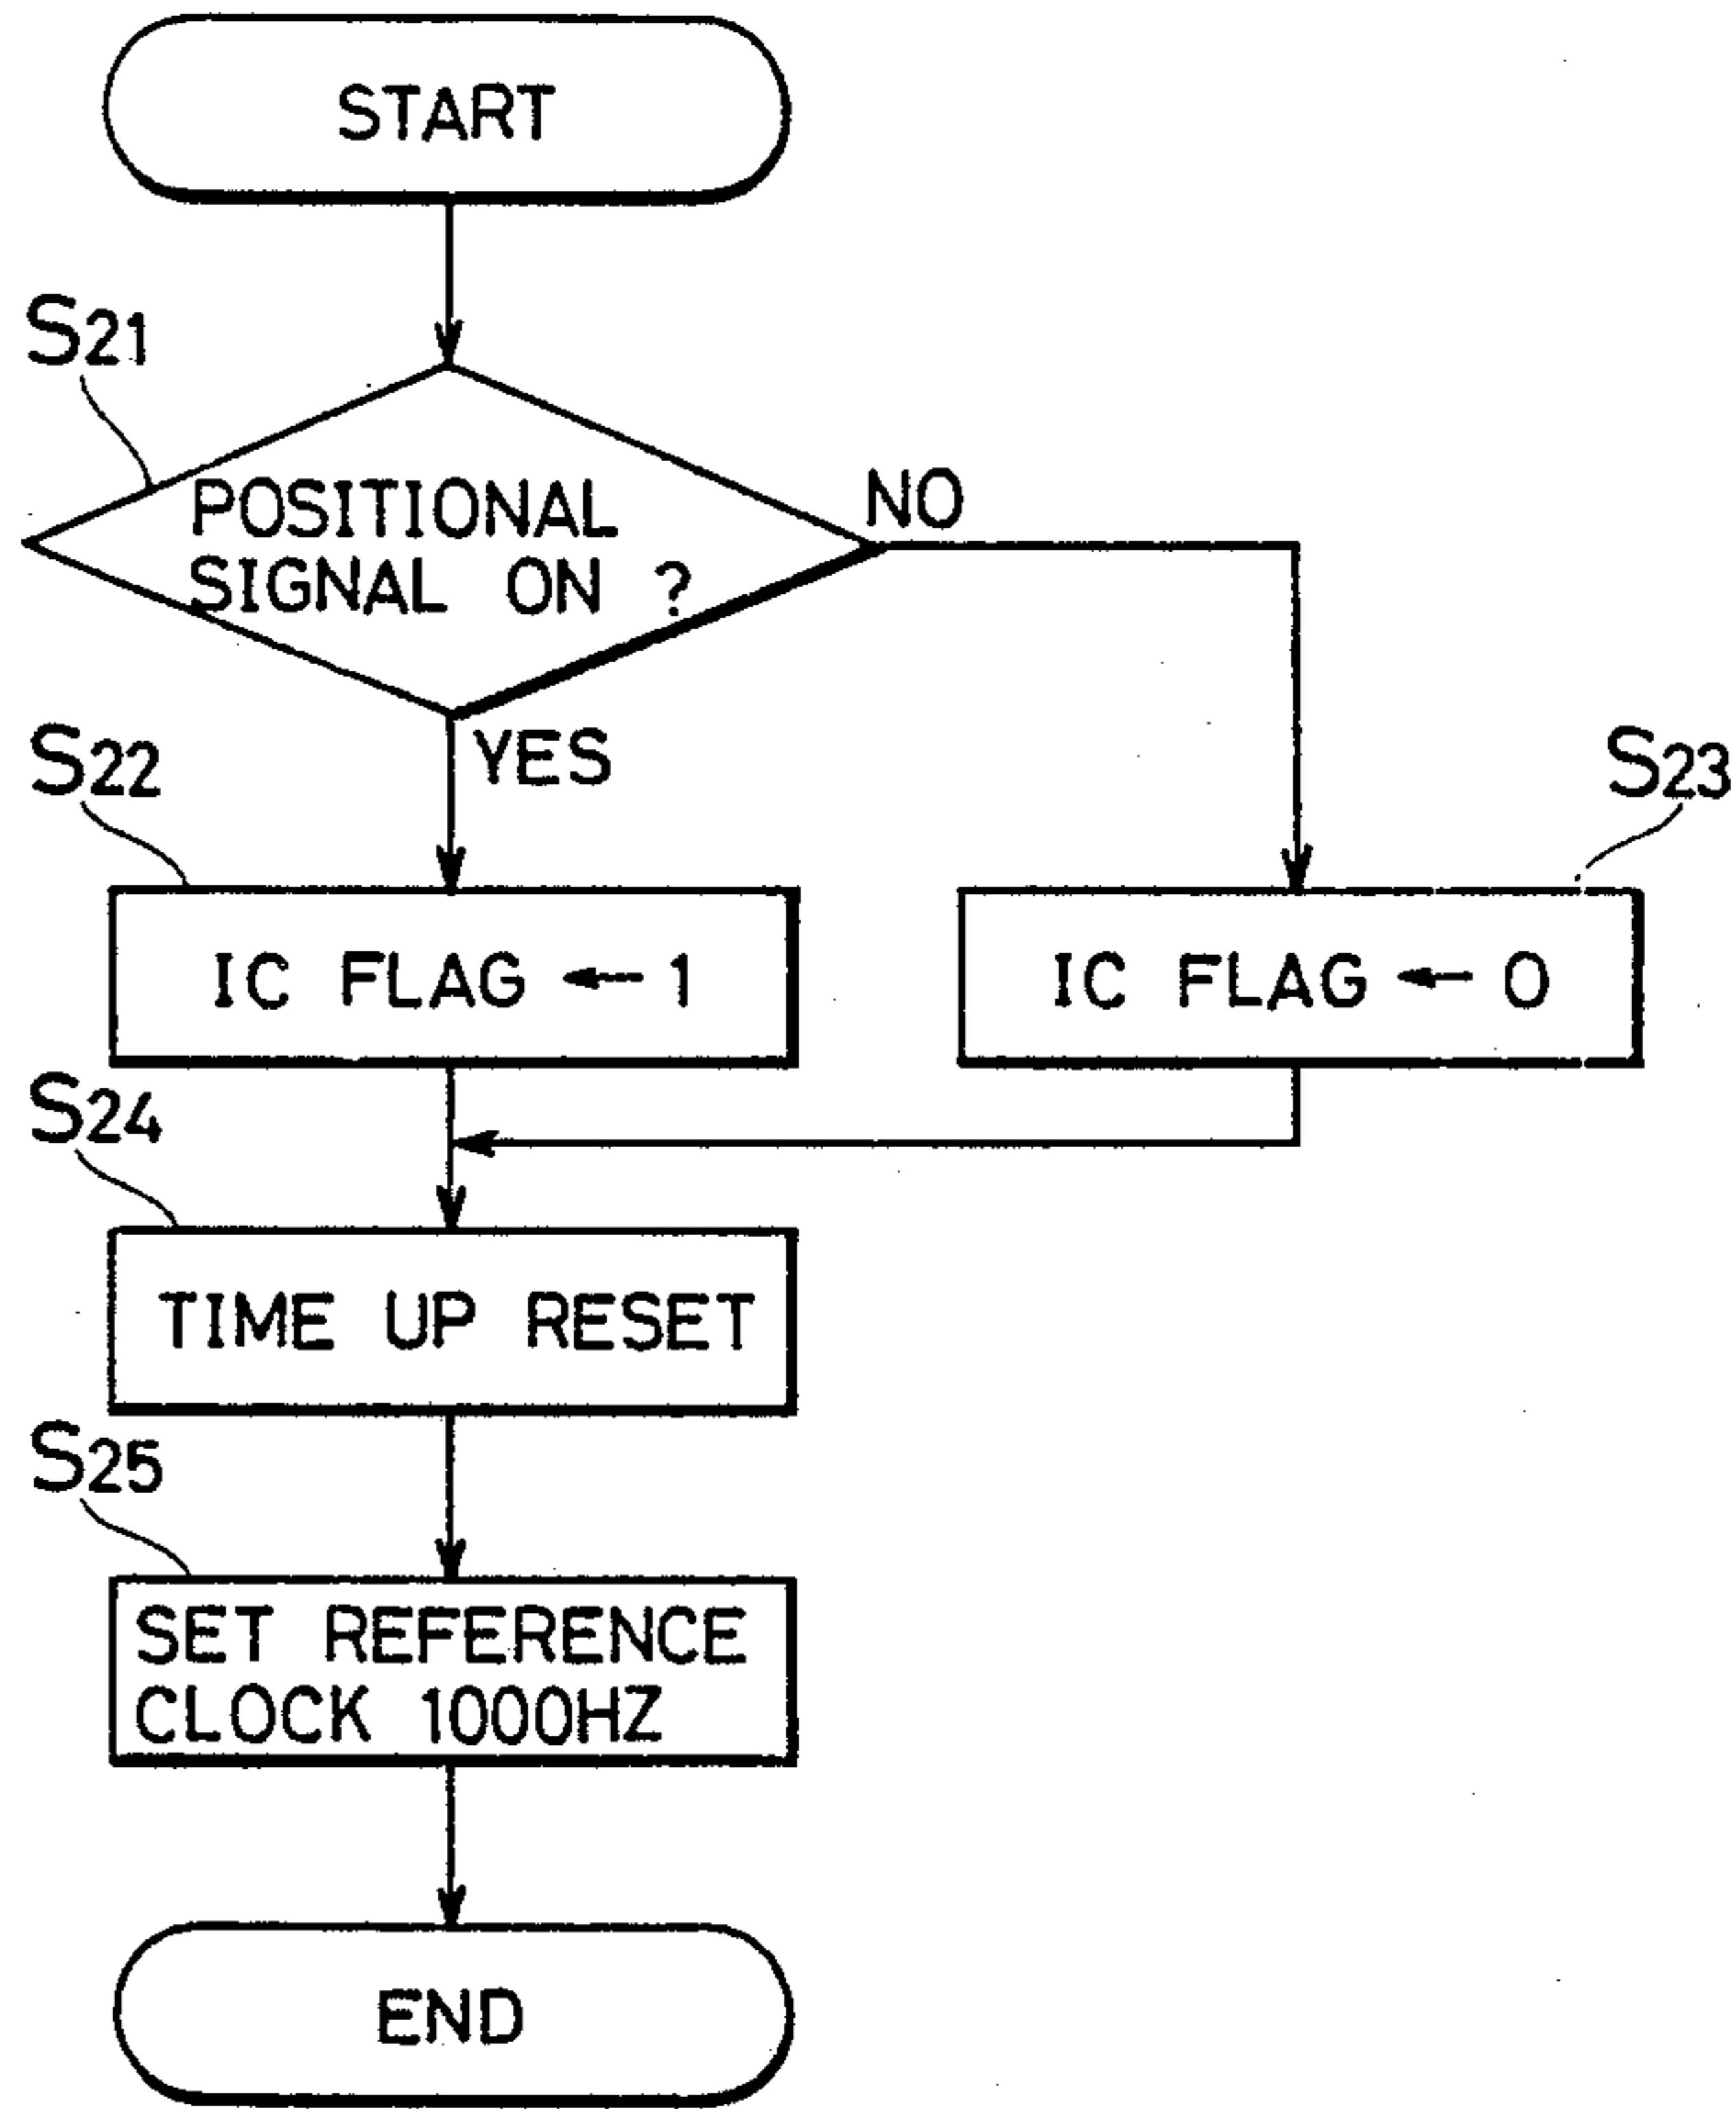 START
S21
POSITIONAL
SIGNAL ON ?
NO
YES
S22
S23
IC FLAG ← 1
IC FLAG ← 0
S24
TIME UP RESET
S25
SET REFERENCE
CLOCK 1000HZ
END